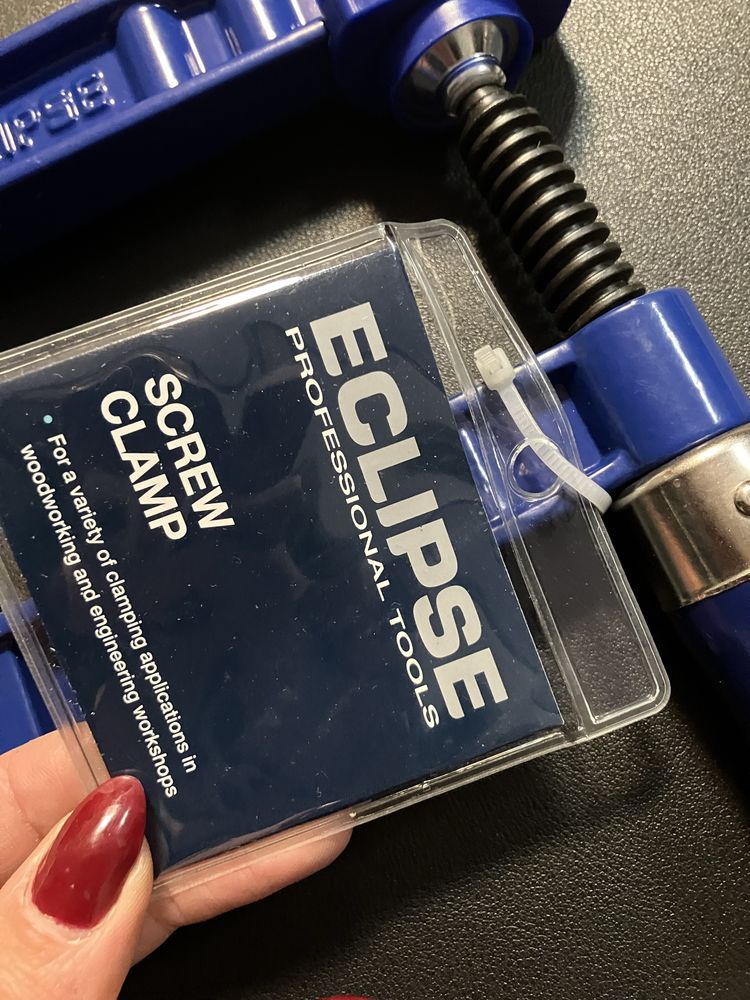 ECLIPSE
PROFESSIONAL TOOLS
SCREW
CLAMP
• For a variety of clamping applications in
woodworking and engineering workshops